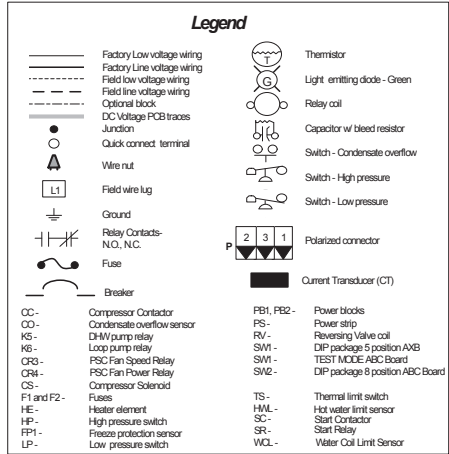 Legend
Factory Low voltage wiring
Factory Line voltage wiring
Field low voltage wiring
Field line voltage wiring
Optional block
DC Voltage PCB traces
Junction
Quick connect terminal
Wire nut
L1
Field wire lug
Ground
Relay Contacts-
N.O., N.C.
Fuse
Breaker
T
Thermistor
G
Light emitting diode - Green
Relay coil
Capacitor w/ bleed resistor
Switch - Condensate overflow
Switch - High pressure
Switch - Low pressure
P
2 3 1
Polarized connector
Current Transducer (CT)
CC - Compressor Contactor
CO - Condensate overflow sensor
K5 - DHW pump relay
K6 - Loop pump relay
CR3 - PSC Fan Speed Relay
CR4 - PSC Fan Power Relay
CS - Compressor Solenoid
F1 and F2 - Fuses
HE - Heater element
HP - High pressure switch
FP1 - Freeze protection sensor
LP - Low pressure switch
PB1, PB2 - Power blocks
PS - Power strip
RV - Reversing Valve coil
SW1 - DIP package 5 position AXB
SW1 - TEST MODE ABC Board
SW2 - DIP package 8 position ABC Board
TS - Thermal limit switch
HWL - Hot water limit sensor
SC - Start Contactor
SR - Start Relay
WCL - Water Coil Limit Sensor